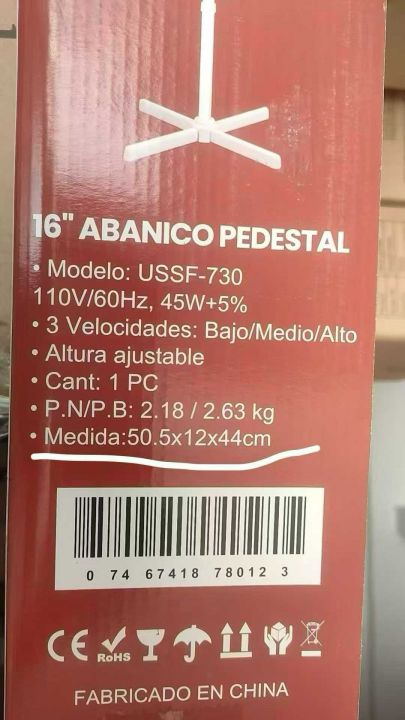 16" ABANICO PEDESTAL
• Modelo: USSF-730
110V/60Hz, 45W+5%
• 3 Velocidades: Bajo/Medio/Alto
• Altura ajustable
• Cant: 1 PC
• P.N/P.B: 2.18 / 2.63 kg
• Medida:50.5x12x44cm
0 74 67418 78012 3
CE RoHS
FABRICADO EN CHINA